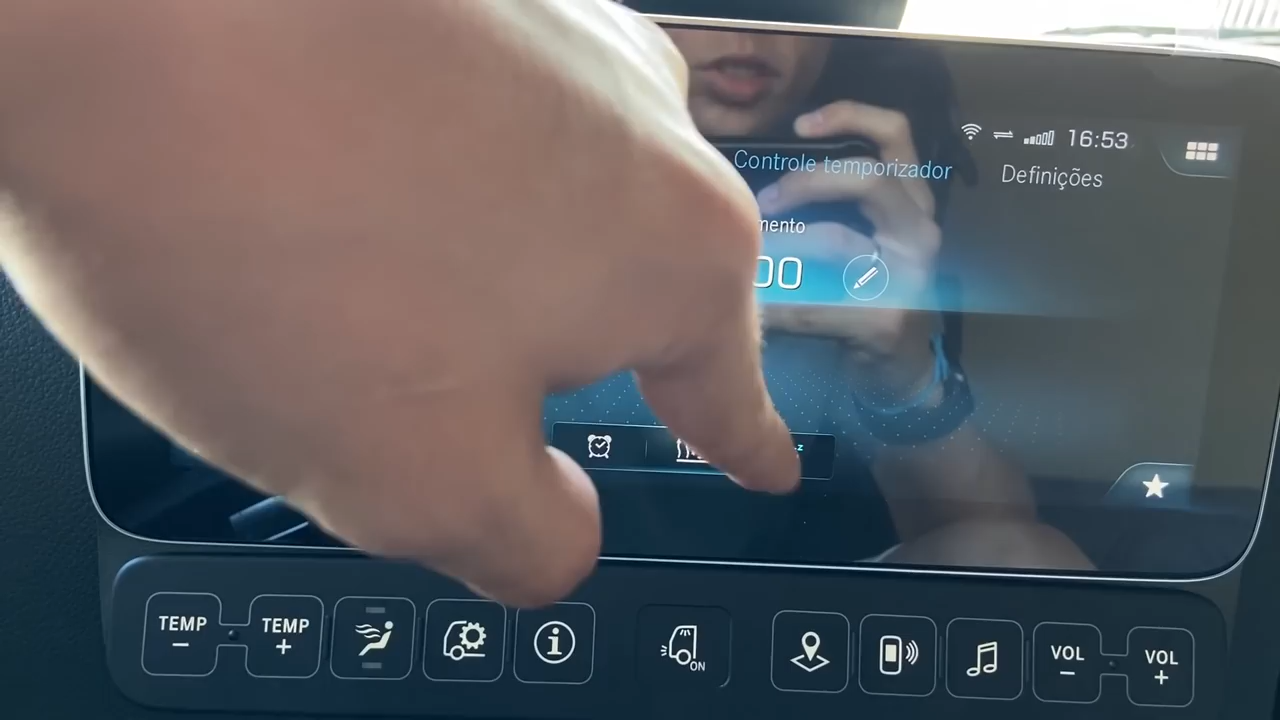 16:53
Controle temporizador
Definições
mento
00
z
TEMP
−
TEMP
+
ON
VOL
−
VOL
+